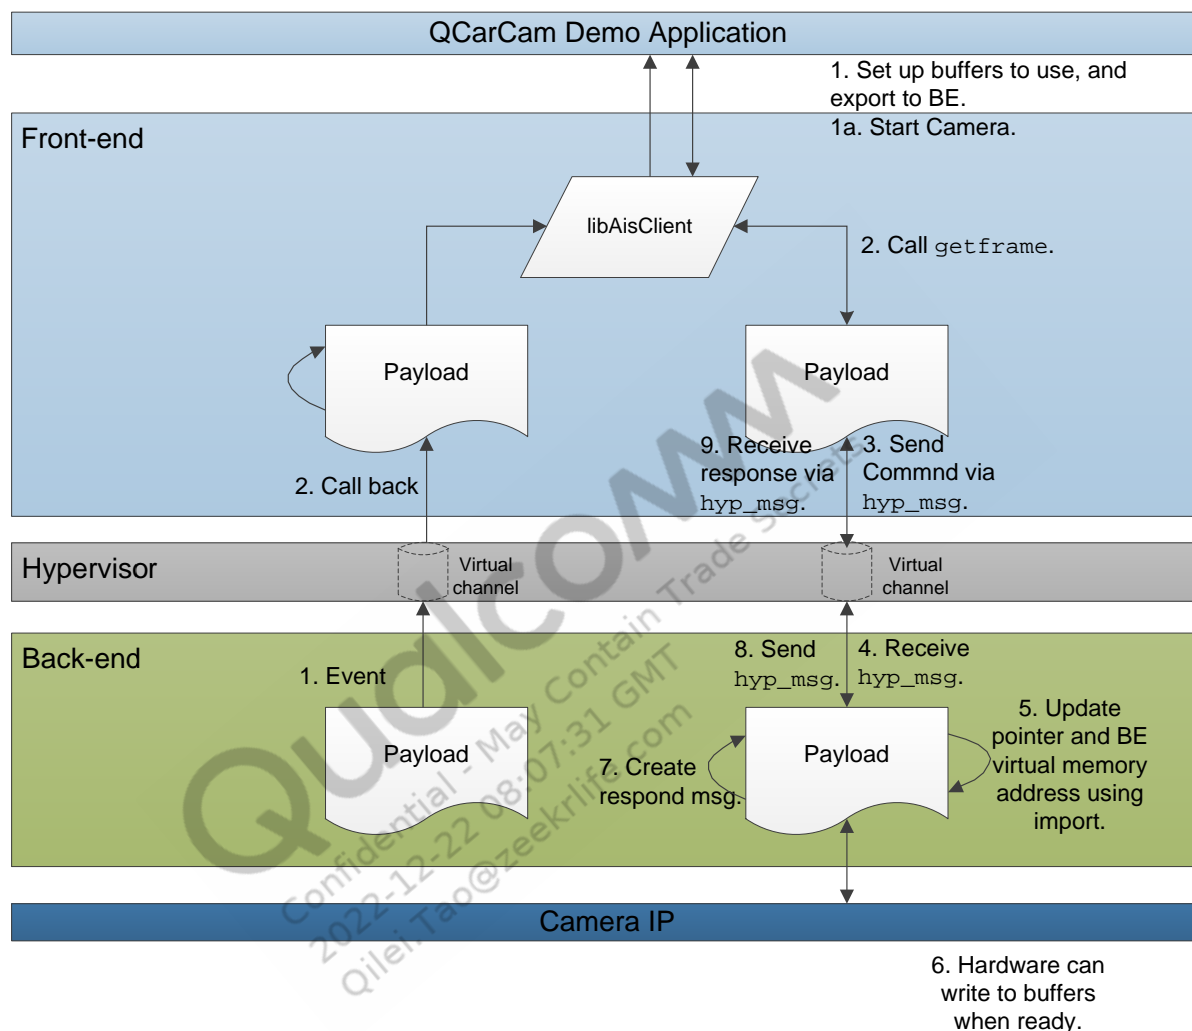 QCarCam Demo Application
1. Set up buffers to use, and
export to BE.
1a. Start Camera.
Front-end
libAisClient
2. Call getframe.
Payload
Payload
2. Call back
9. Receive
response via
hyp_msg.
3. Send
Commnd via
hyp_msg.
Hypervisor
Virtual
channel
Virtual
channel
Back-end
1. Event
8. Send
hyp_msg.
4. Receive
hyp_msg.
Payload
7. Create
respond msg.
Payload
5. Update
pointer and BE
virtual memory
address using
import.
Camera IP
6. Hardware can
write to buffers
when ready.
Qualcomm
Confidential - May Contain Trade Secrets
2022-12-22 08:07:31 GMT
Qilei.Tao@zeekrlife.com